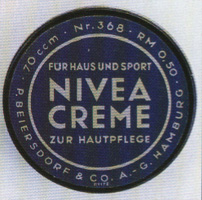 70 ccm · Nr. 368 · RM 0.50 ·
FÜR HAUS UND SPORT
NIVEA
CREME
ZUR HAUTPFLEGE
P. BEIERSDORF & CO. A.-G. HAMBURG